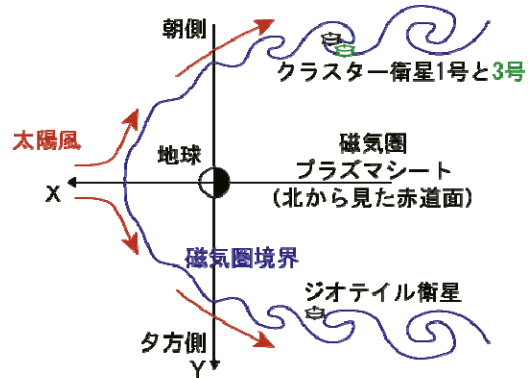 朝側
クラスター衛星1号と3号
太陽風
地球
磁気圏
プラズマシート
(北から見た赤道面)
X
磁気圏境界
ジオテイル衛星
夕方側
Y